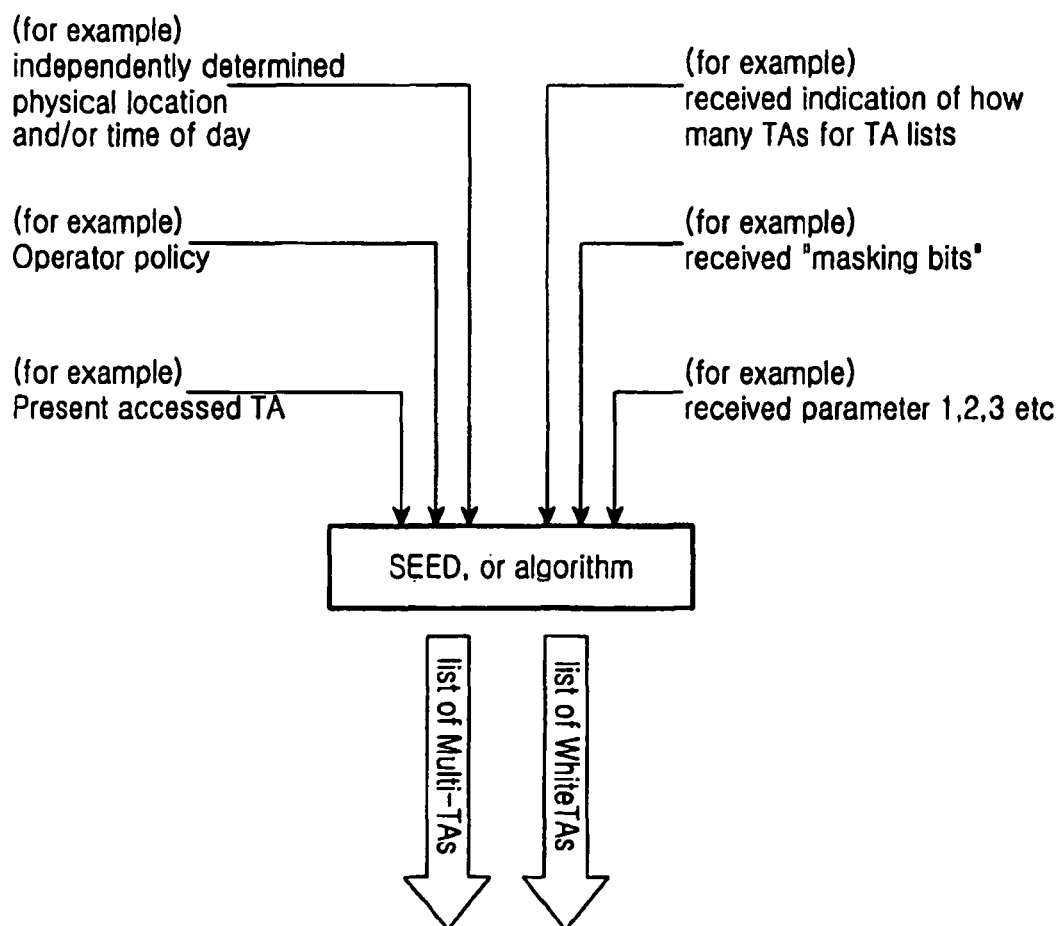 (for example)
independently determined
physical location
and/or time of day
(for example)
Operator policy
(for example)
Present accessed TA
(for example)
received indication of how
many TAs for TA lists
(for example)
received "masking bits"
(for example)
received parameter 1,2,3 etc
SEED, or algorithm
list of Multi-TAs
list of WhiteTAs